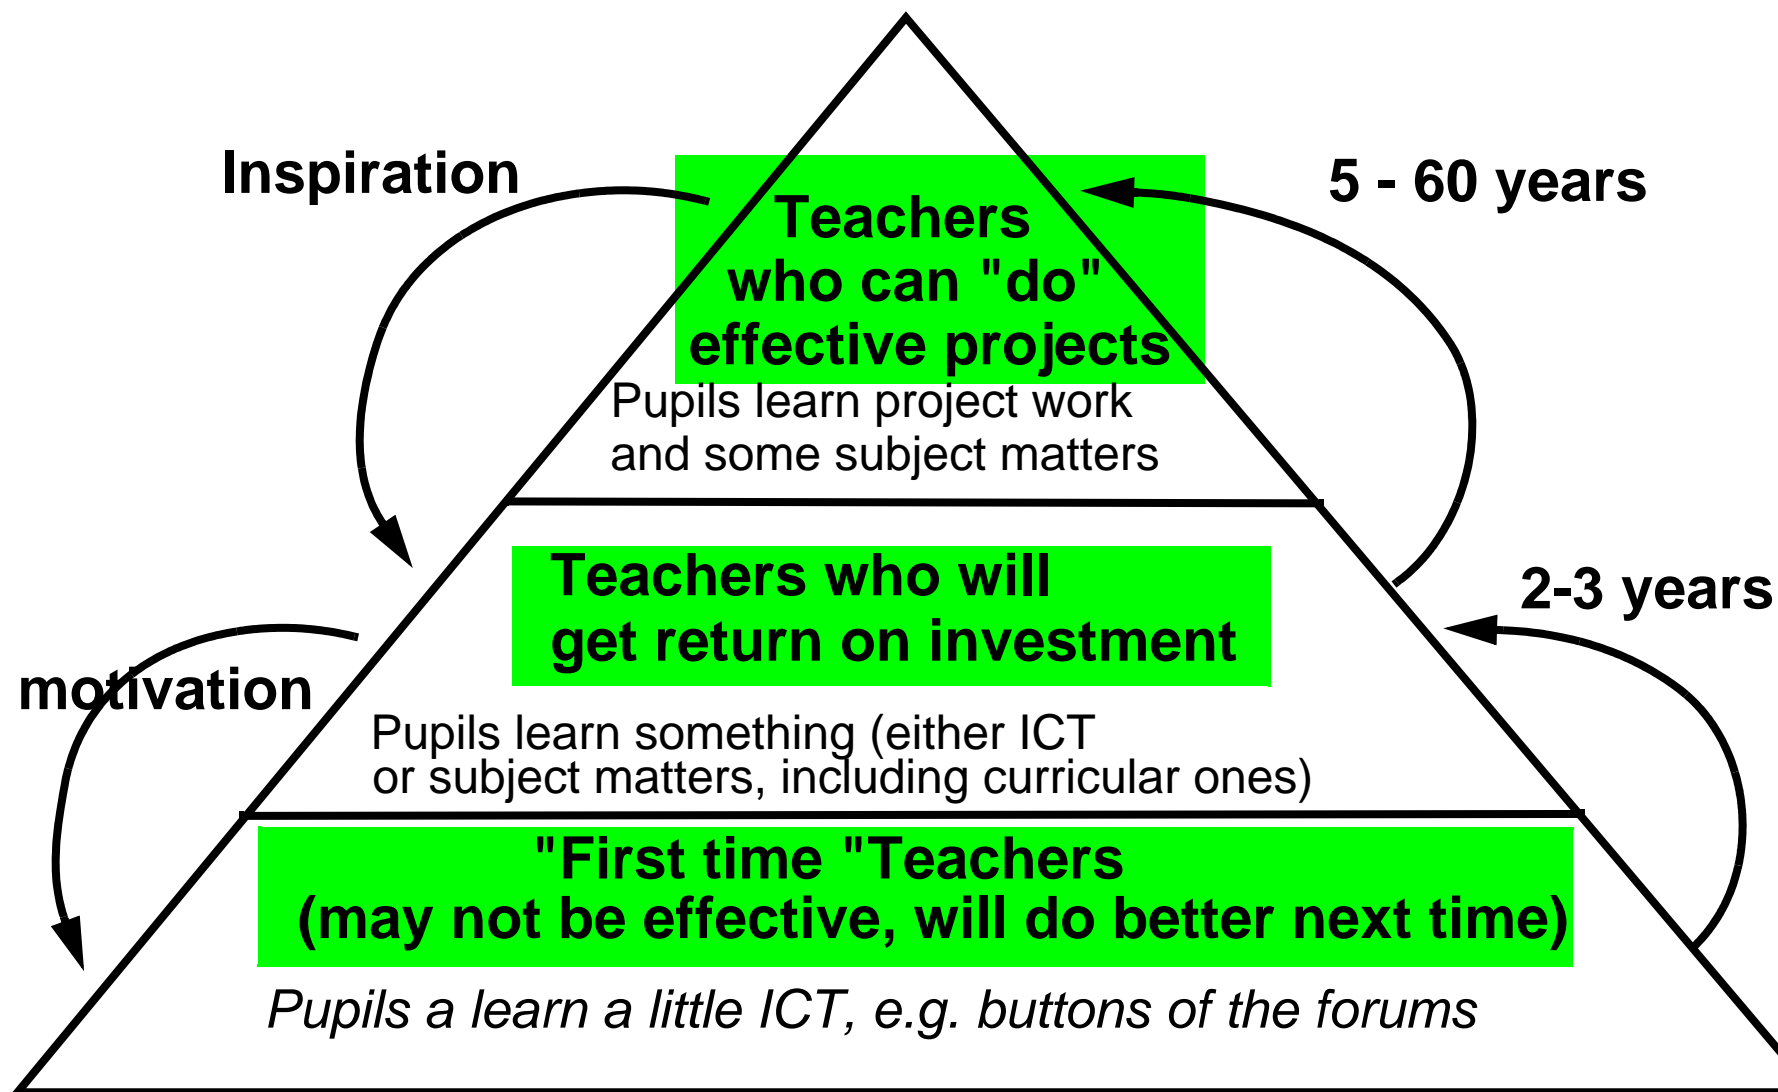 Inspiration
5 - 60 years
Teachers
who can "do"
effective projects
Pupils learn project work
and some subject matters
Teachers who will
get return on investment
2-3 years
motivation
Pupils learn something (either ICT
or subject matters, including curricular ones)
"First time "Teachers
(may not be effective, will do better next time)
Pupils a learn a little ICT, e.g. buttons of the forums